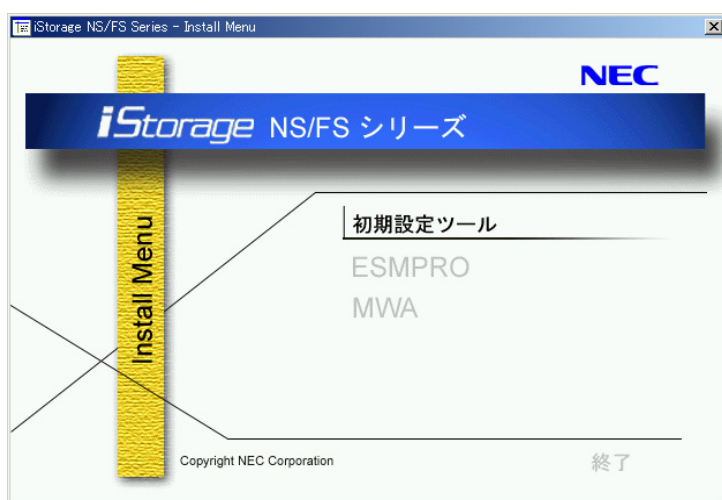 iStorage NS/FS Series - Install Menu
NEC
iStorage NS/FS シリーズ
Install Menu
初期設定ツール
ESMPRO
MWA
Copyright NEC Corporation
終了